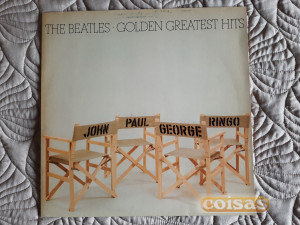 THE BEATLES GOLDEN GREATEST HITS
JOHN
PAUL
GEORGE
RINGO
coisas